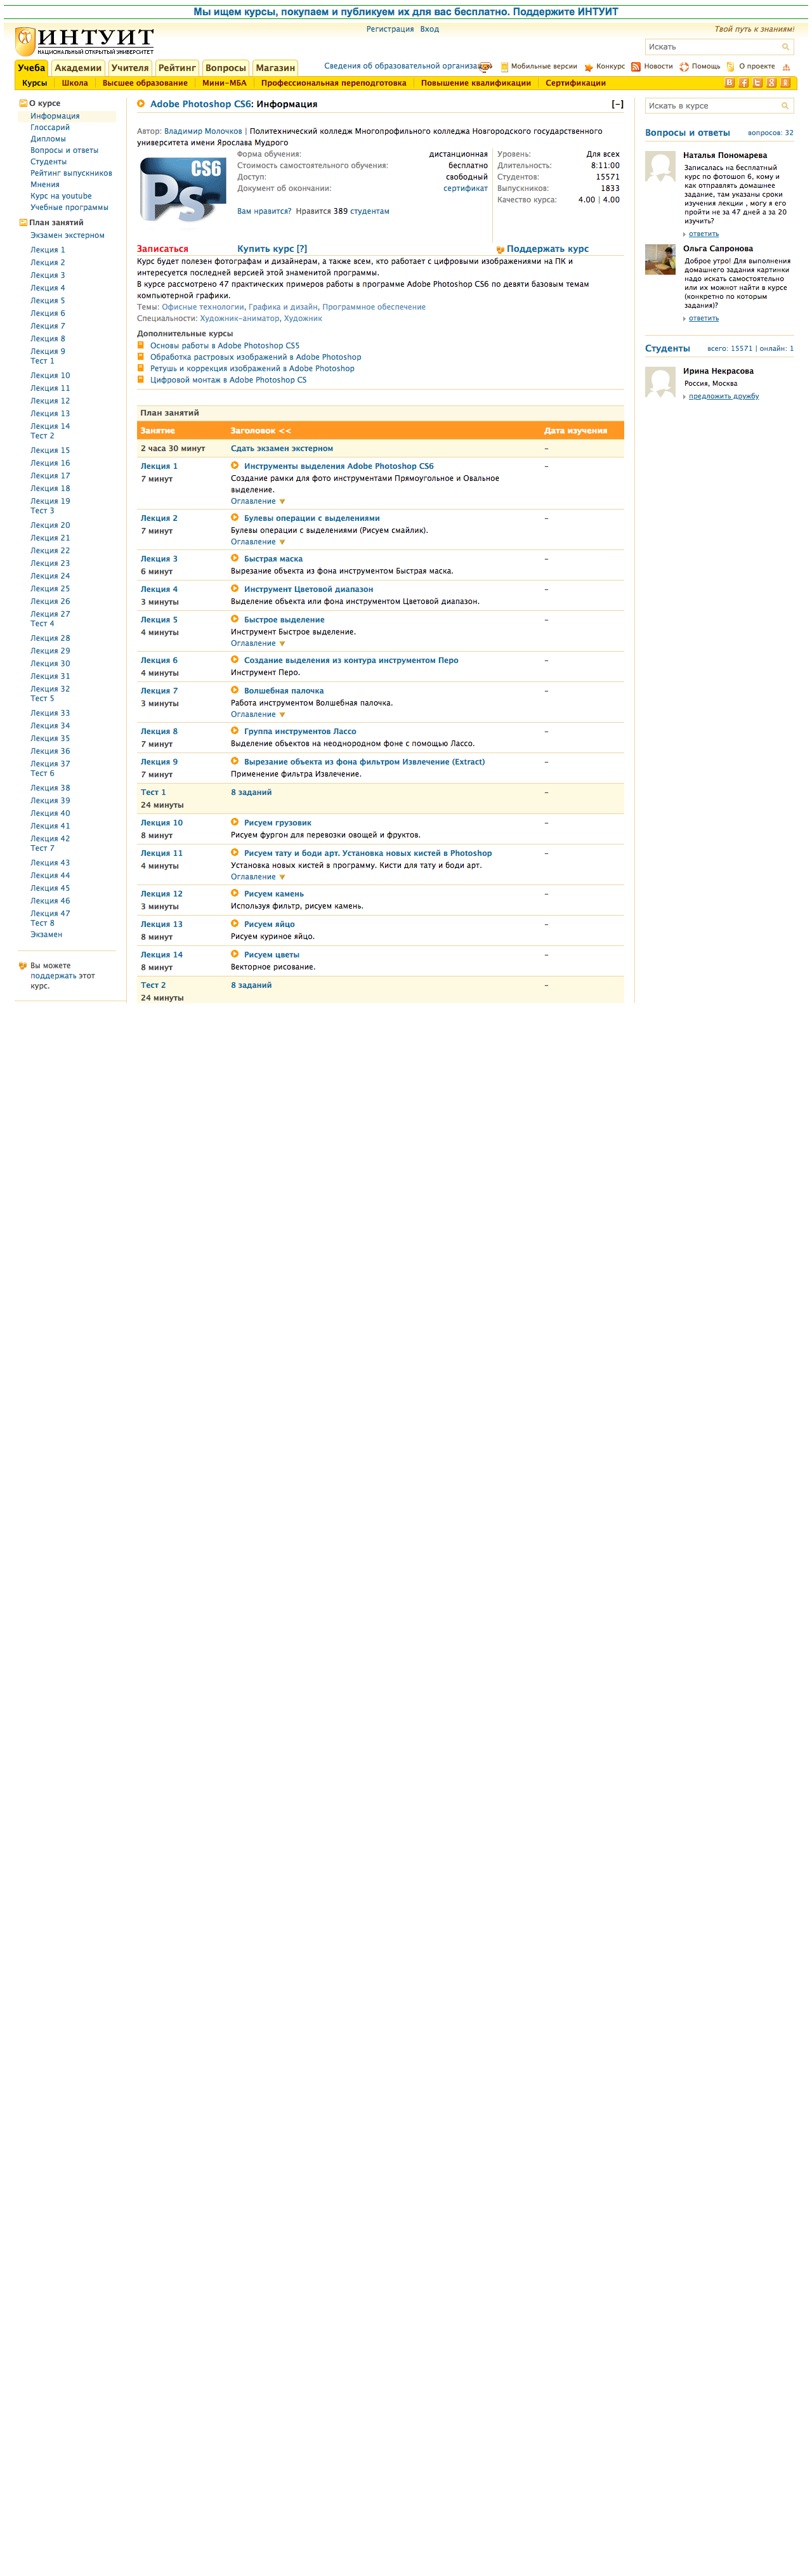 Мы ищем курсы, покупаем и публикуем их для вас бесплатно. Поддержите ИНТУИТ
ИНТУИТ
НАЦИОНАЛЬНЫЙ ОТКРЫТЫЙ УНИВЕРСИТЕТ
Регистрация Вход
Твой путь к знаниям!
Искать
Учеба Академии Учителя Рейтинг Вопросы Магазин
Сведения об образовательной Мобильные версии Конкурс Новости Помощь О проекте
Курсы Школа Высшее образование Мини-МБА Профессиональная переподготовка Повышение квалификации Сертификации
О курсе
Информация
Глоссарий
Дипломы
Вопросы и ответы
Студенты
Рейтинг выпускников
Мнения
Курс на youtube
Учебные программы
План занятий
Экзамен экстерном
Лекция 1
Лекция 2
Лекция 3
Лекция 4
Лекция 5
Лекция 6
Лекция 7
Лекция 8
Лекция 9
Тест 1
Лекция 10
Лекция 11
Лекция 12
Лекция 13
Лекция 14
Тест 2
Лекция 15
Лекция 16
Лекция 17
Лекция 18
Лекция 19
Тест 3
Лекция 20
Лекция 21
Лекция 22
Лекция 23
Лекция 24
Лекция 25
Лекция 26
Лекция 27
Тест 4
Лекция 28
Лекция 29
Лекция 30
Лекция 31
Лекция 32
Тест 5
Лекция 33
Лекция 34
Лекция 35
Лекция 36
Лекция 37
Тест 6
Лекция 38
Лекция 39
Лекция 40
Лекция 41
Лекция 42
Тест 7
Лекция 43
Лекция 44
Лекция 45
Лекция 46
Лекция 47
Тест 8
Экзамен
Вы можете
поддержать этот
курс.
Adobe Photoshop CS6: Информация [–]
Автор: Владимир Молочков | Политехнический колледж Многопрофильного колледжа Новгородского государственного
университета имени Ярослава Мудрого
CS6
Ps
Форма обучения: дистанционная
Стоимость самостоятельного обучения: бесплатно
Доступ: свободный
Документ об окончании: сертификат
Вам нравится? Нравится 389 студентам
Уровень: Для всех
Длительность: 8:11:00
Студентов: 15571
Выпускников: 1833
Качество курса: 4.00 | 4.00
Записаться Купить курс [?] Поддержать курс
Курс будет полезен фотографам и дизайнерам, а также всем, кто работает с цифровыми изображениями на ПК и
интересуется последней версией этой знаменитой программы.
В курсе рассмотрено 47 практических примеров работы в программе Adobe Photoshop CS6 по девяти базовым темам
компьютерной графики.
Темы: Офисные технологии, Графика и дизайн, Программное обеспечение
Специальности: Художник-аниматор, Художник
Дополнительные курсы
Основы работы в Adobe Photoshop CS5
Обработка растровых изображений в Adobe Photoshop
Ретушь и коррекция изображений в Adobe Photoshop
Цифровой монтаж в Adobe Photoshop CS
План занятий
Занятие Заголовок << Дата изучения
2 часа 30 минут Сдать экзамен экстерном –
Лекция 1 Инструменты выделения Adobe Photoshop CS6 –
7 минут Создание рамки для фото инструментами Прямоугольное и Овальное
выделение.
Оглавление
Лекция 2 Булевы операции с выделениями –
7 минут Булевы операции с выделениями (Рисуем смайлик).
Оглавление
Лекция 3 Быстрая маска –
6 минут Вырезание объекта из фона инструментом Быстрая маска.
Лекция 4 Инструмент Цветовой диапазон –
3 минуты Выделение объекта или фона инструментом Цветовой диапазон.
Лекция 5 Быстрое выделение –
4 минуты Инструмент Быстрое выделение.
Оглавление
Лекция 6 Создание выделения из контура инструментом Перо –
4 минуты Инструмент Перо.
Лекция 7 Волшебная палочка –
3 минуты Работа инструментом Волшебная палочка.
Оглавление
Лекция 8 Группа инструментов Лассо –
7 минут Выделение объектов на неоднородном фоне с помощью Лассо.
Лекция 9 Вырезание объекта из фона фильтром Извлечение (Extract) –
7 минут Применение фильтра Извлечение.
Тест 1 8 заданий –
24 минуты
Лекция 10 Рисуем грузовик –
8 минут Рисуем фургон для перевозки овощей и фруктов.
Лекция 11 Рисуем тату и боди арт. Установка новых кистей в Photoshop –
4 минуты Установка новых кистей в программу. Кисти для тату и боди арт.
Оглавление
Лекция 12 Рисуем камень –
3 минуты Используя фильтр, рисуем камень.
Лекция 13 Рисуем яйцо –
8 минут Рисуем куриное яйцо.
Лекция 14 Рисуем цветы –
8 минут Векторное рисование.
Тест 2 8 заданий –
24 минуты
Искать в курсе
Вопросы и ответы вопросов: 32
Наталья Пономарева
Записалась на бесплатный
курс по фотошоп 6, кому и
как отправлять домашнее
задание, там указаны сроки
изучения лекции , могу я его
пройти не за 47 дней а за 20
изучить?
ответить
Ольга Сапронова
Доброе утро! Для выполнения
домашнего задания картинки
надо искать самостоятельно
или их можнот найти в курсе
(конкретно по которым
задания)?
ответить
Студенты всего: 15571 | онлайн: 1
Ирина Некрасова
Россия, Москва
предложить дружбу